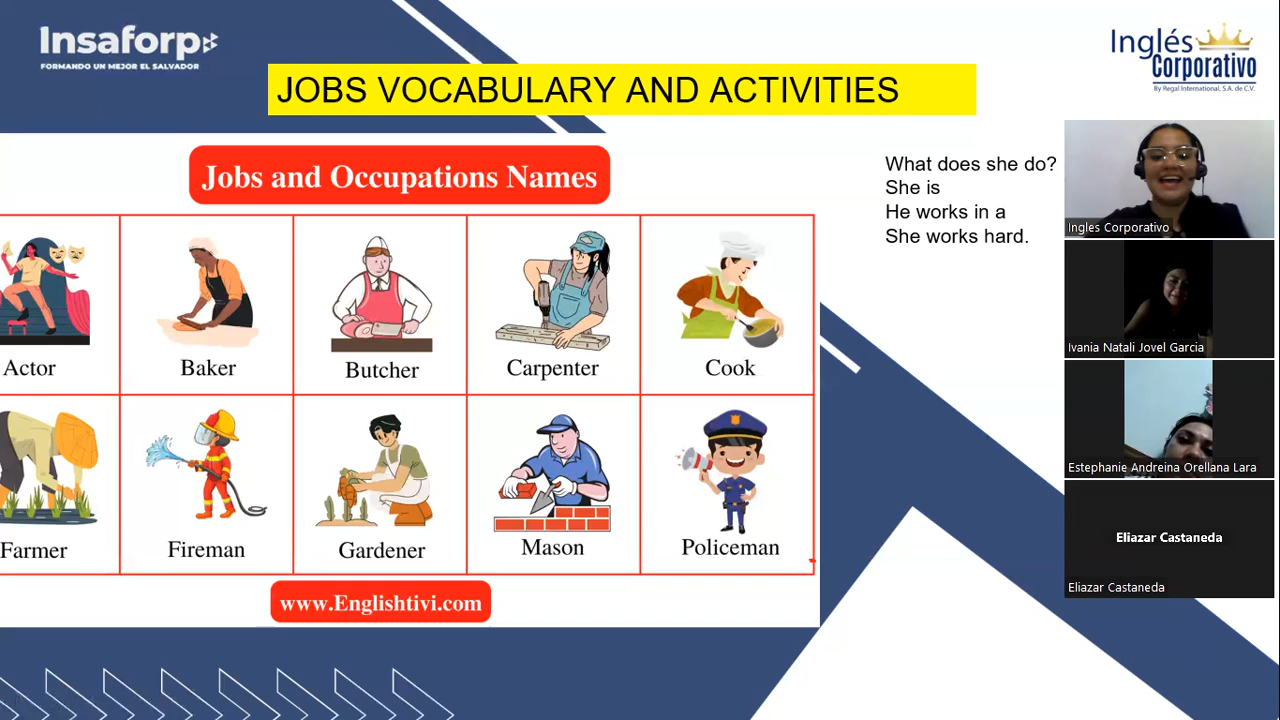 Insaforp
FORMANDO UN MEJOR EL SALVADOR
Inglés
Corporativo
By Regal International, S.A. de C.V.
JOBS VOCABULARY AND ACTIVITIES
Jobs and Occupations Names
Actor
Baker
Butcher
Carpenter
Cook
Farmer
Fireman
Gardener
Mason
Policeman
www.Englishtivi.com
What does she do?
She is
He works in a
She works hard.
Ingles Corporativo
Ivania Natali Jovel Garcia
Estephanie Andreina Orellana Lara
Eliazar Castaneda
Eliazar Castaneda